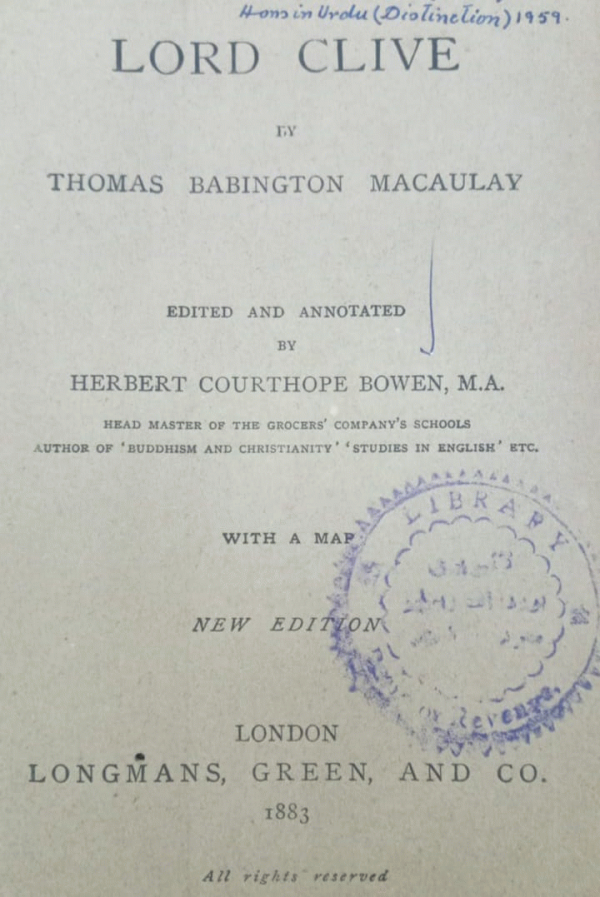 Hons in Urdu (Distinction) 1959.
LORD CLIVE
BY
THOMAS BABINGTON MACAULAY
EDITED AND ANNOTATED
BY
HERBERT COURTHOPE BOWEN, M.A.
HEAD MASTER OF THE GROCERS' COMPANY'S SCHOOLS
AUTHOR OF 'BUDDHISM AND CHRISTIANITY' 'STUDIES IN ENGLISH' ETC.
WITH A MAP
LIBRARY
NEW EDITION
Revenue.
LONDON
LONGMANS, GREEN, AND CO.
1883
All rights reserved